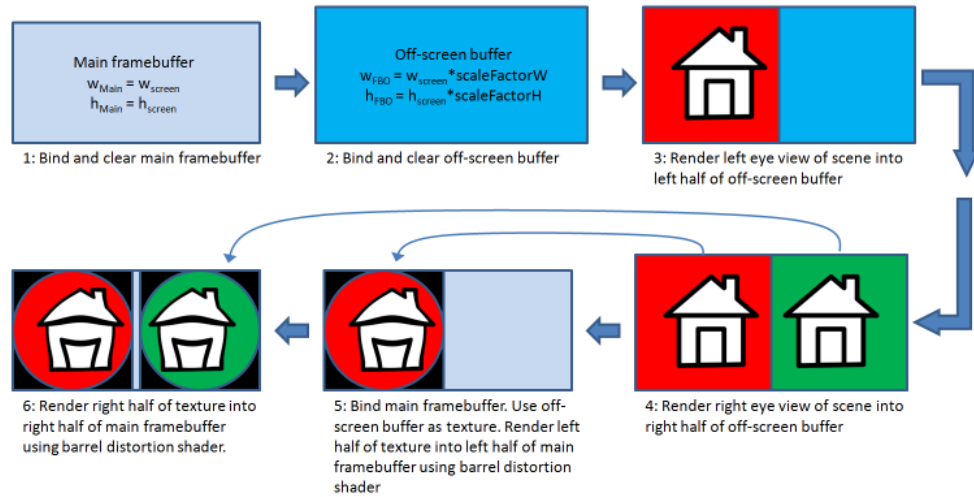 Main framebuffer
wMain = wscreen
hMain = hscreen
1: Bind and clear main framebuffer
Off-screen buffer
wFBO = wscreen*scaleFactorW
hFBO = hscreen*scaleFactorH
2: Bind and clear off-screen buffer
3: Render left eye view of scene into
left half of off-screen buffer
4: Render right eye view of scene into
right half of off-screen buffer
5: Bind main framebuffer. Use off-
screen buffer as texture. Render left
half of texture into left half of main
framebuffer using barrel distortion
shader
6: Render right half of texture into
right half of main framebuffer
using barrel distortion shader.